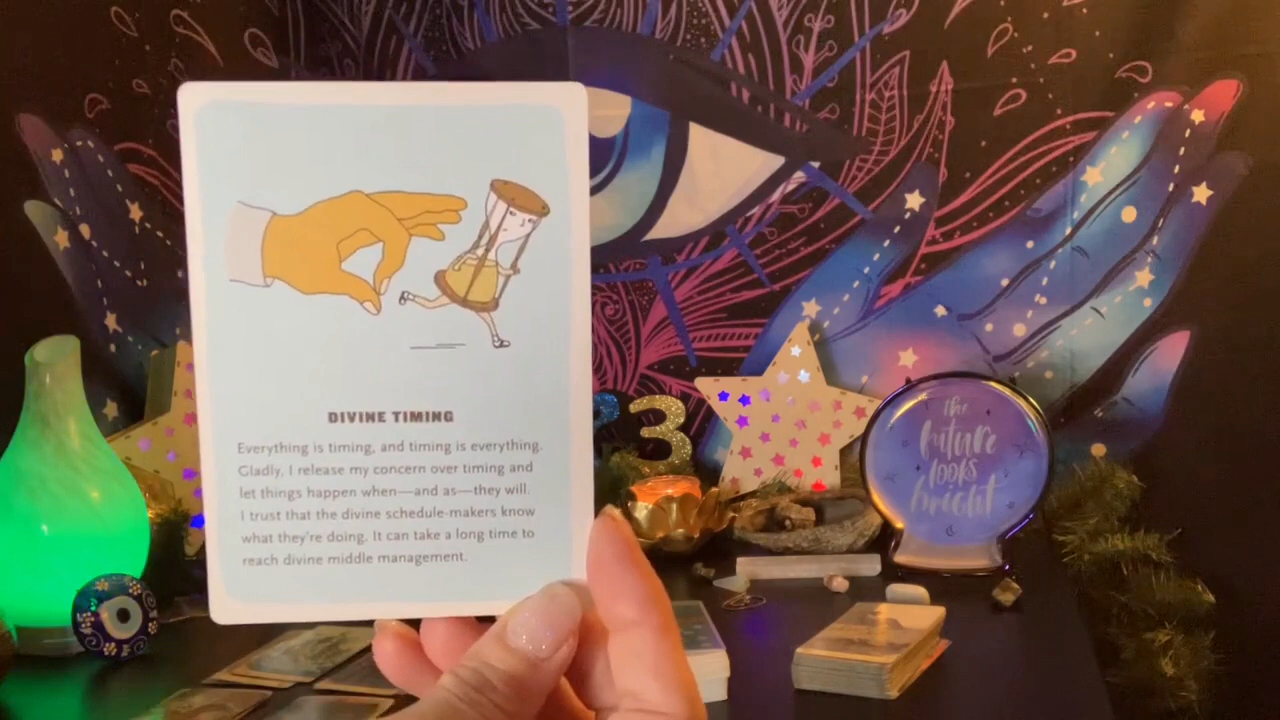 DIVINE TIMING
Everything is timing, and timing is everything.
Gladly, I release my concern over timing and
let things happen when—and as—they will.
I trust that the divine schedule-makers know
what they're doing. It can take a long time to
reach divine middle management.
3
the
future
looks
bright